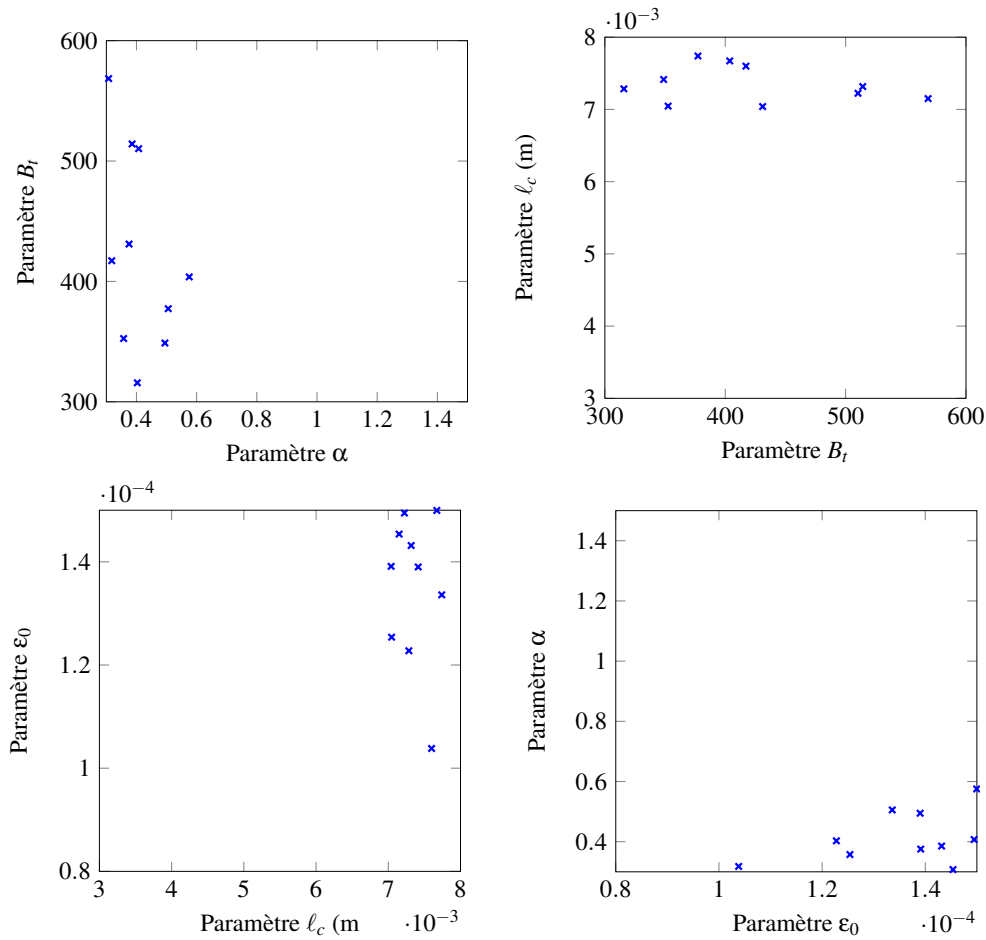 600
500
400
300
0.4 0.6 0.8 1 1.2 1.4
Paramètre α
Paramètre B_t
·10⁻³
8
7
6
5
4
3
300 400 500 600
Paramètre B_t
Paramètre ℓ_c (m)
·10⁻⁴
1.4
1.2
1
0.8
3 4 5 6 7 8
Paramètre ℓ_c (m ·10⁻³
Paramètre ε₀
1.4
1.2
1
0.8
0.6
0.4
0.8 1 1.2 1.4
Paramètre ε₀ ·10⁻⁴
Paramètre α